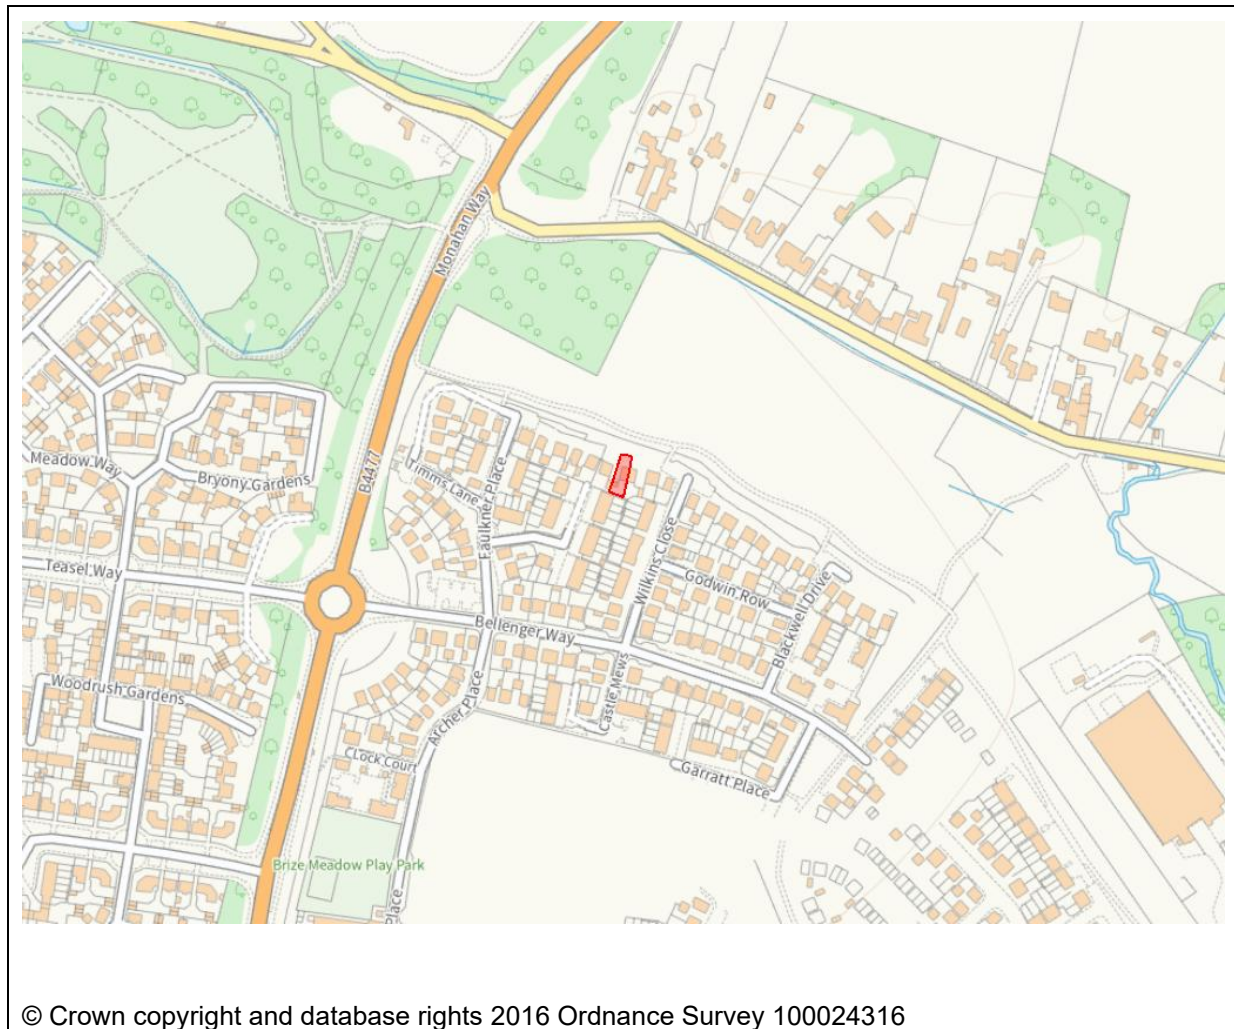 Monahan Way
B4477
Meadow Way
Bryony Gardens
Timms Lane
Faulkner Place
Wilkins Close
Godwin Row
Blackwell Drive
Teasel Way
Bellenger Way
Woodrush Gardens
Archer Place
Castle Mews
CLock Court
Garratt Place
Brize Meadow Play Park
Place
© Crown copyright and database rights 2016 Ordnance Survey 100024316